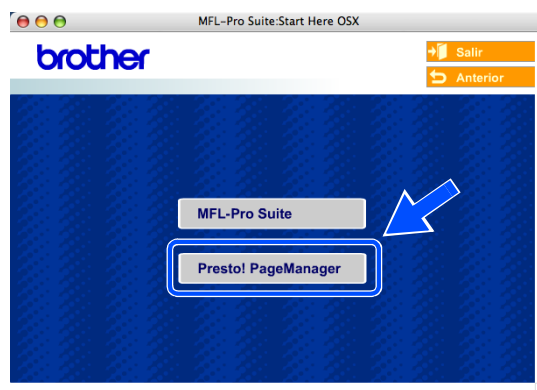 MFL-Pro Suite:Start Here OSX
brother
Salir
Anterior
MFL-Pro Suite
Presto! PageManager